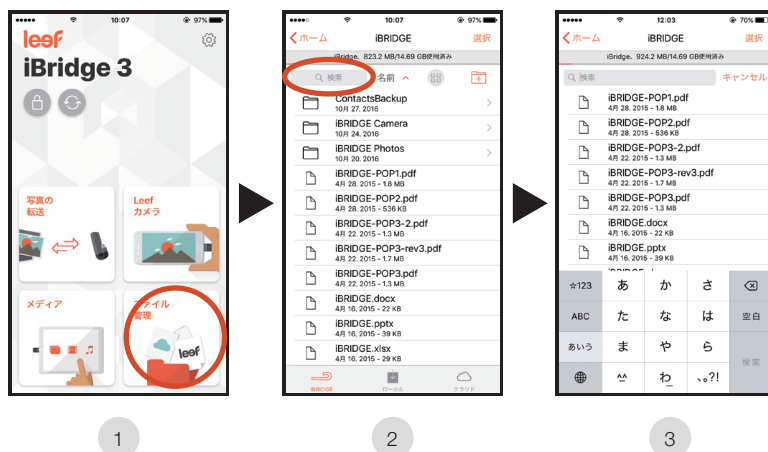 10:07
97%
leef
iBridge 3
写真の
転送
Leef
カメラ
メディア
ファイル
管理
leef
1
10:07
97%
ホーム
iBRIDGE
選択
iBridge、823.2 MB/14.69 GB使用済み
検索
名前
ContactsBackup
10月 27, 2016
iBRIDGE Camera
10月 24, 2016
iBRIDGE Photos
10月 20, 2016
iBRIDGE-POP1.pdf
4月 28, 2015 - 1.8 MB
iBRIDGE-POP2.pdf
4月 28, 2015 - 536 KB
iBRIDGE-POP3-2.pdf
4月 22, 2015 - 1.3 MB
iBRIDGE-POP3-rev3.pdf
4月 22, 2015 - 1.7 MB
iBRIDGE-POP3.pdf
4月 22, 2015 - 1.3 MB
iBRIDGE.docx
4月 16, 2015 - 22 KB
iBRIDGE.pptx
4月 16, 2015 - 39 KB
iBRIDGE.xlsx
4月 16, 2015 - 29 KB
iBRIDGE
ローカル
クラウド
2
12:03
70%
ホーム
iBRIDGE
選択
iBridge、924.2 MB/14.69 GB使用済み
検索
キャンセル
iBRIDGE-POP1.pdf
4月 28, 2015 - 1.8 MB
iBRIDGE-POP2.pdf
4月 28, 2015 - 536 KB
iBRIDGE-POP3-2.pdf
4月 22, 2015 - 1.3 MB
iBRIDGE-POP3-rev3.pdf
4月 22, 2015 - 1.7 MB
iBRIDGE-POP3.pdf
4月 22, 2015 - 1.3 MB
iBRIDGE.docx
4月 16, 2015 - 22 KB
iBRIDGE.pptx
4月 16, 2015 - 39 KB
☆123 あ か さ
ABC た な は 空白
あいう ま や ら
検索
^^ わ 、。?!
3